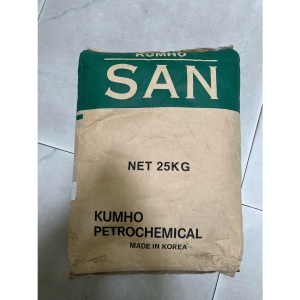 KUMHO
SAN
NET 25KG
KUMHO
PETROCHEMICAL
MADE IN KOREA